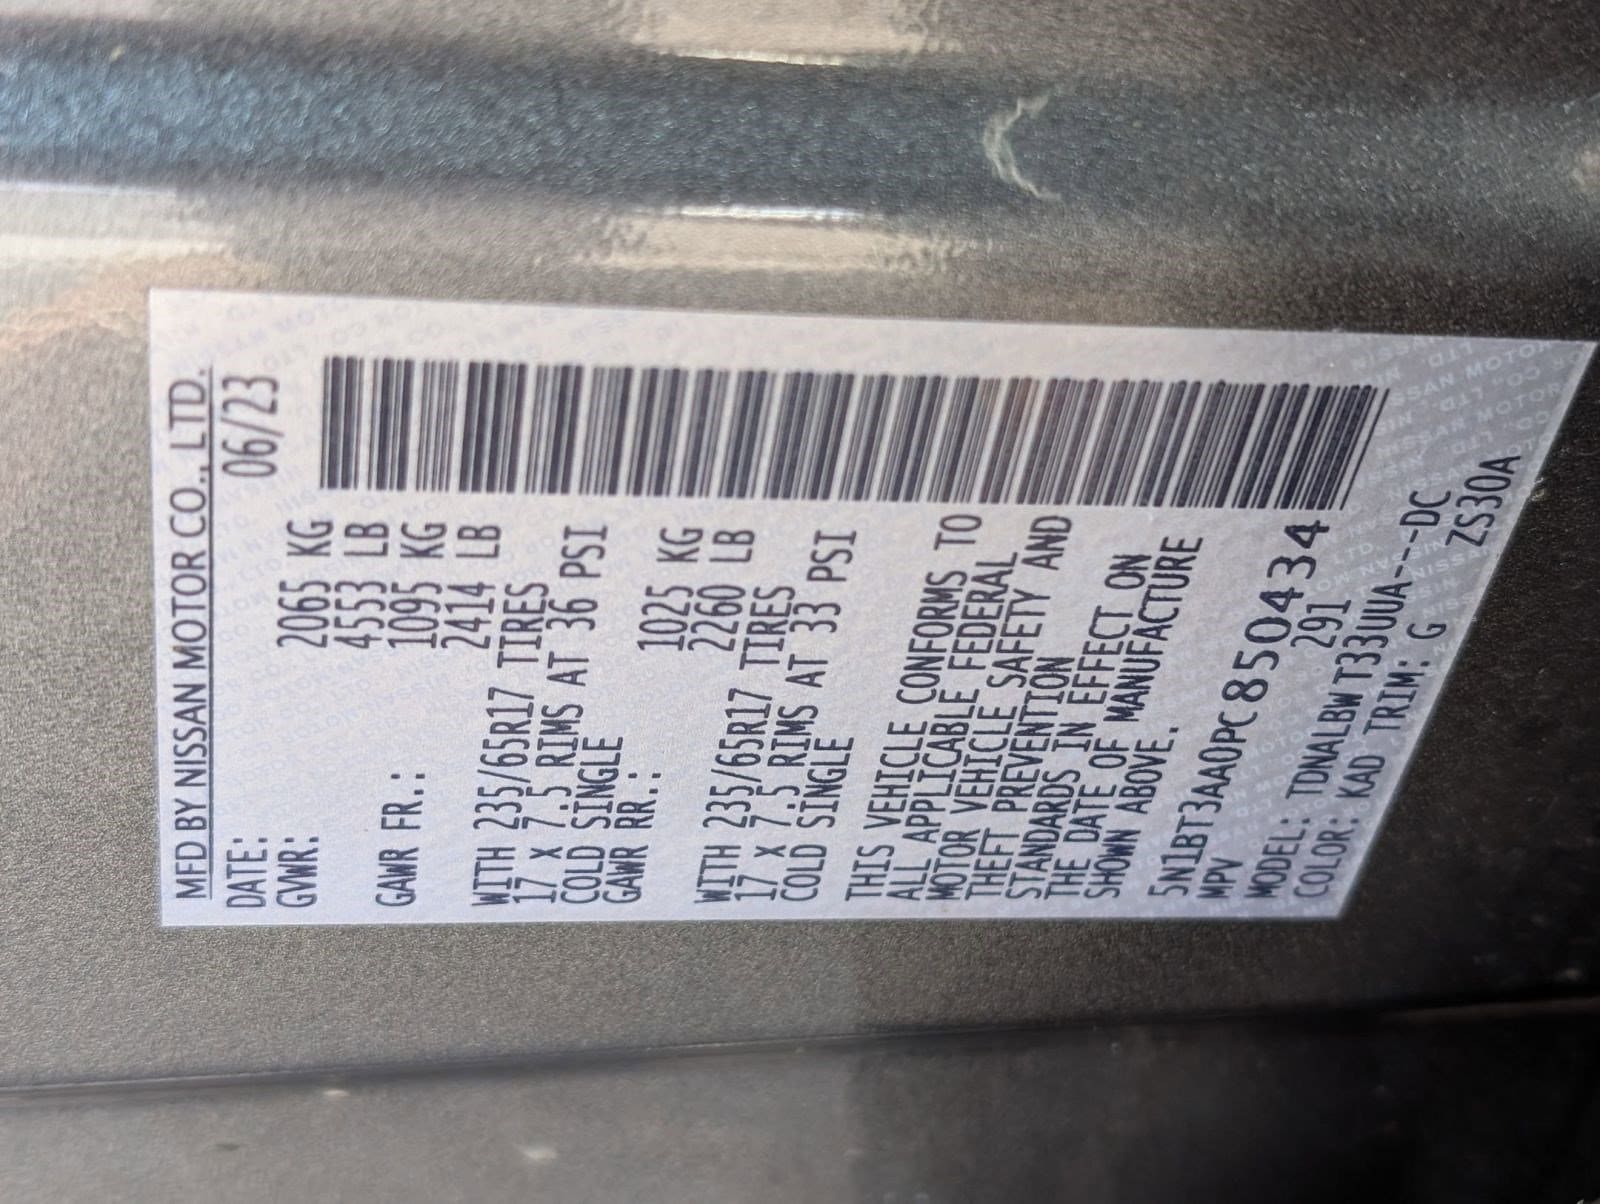 MFD BY NISSAN MOTOR CO., LTD.
DATE: 06/23
GVWR: 2065 KG
4553 LB
GAWR FR.: 1095 KG
2414 LB
WITH 235/65R17 TIRES
17 X 7.5 RIMS AT 36 PSI
COLD SINGLE
GAWR RR.: 1025 KG
2260 LB
WITH 235/65R17 TIRES
17 X 7.5 RIMS AT 33 PSI
COLD SINGLE
THIS VEHICLE CONFORMS TO
ALL APPLICABLE FEDERAL
MOTOR VEHICLE SAFETY AND
THEFT PREVENTION
STANDARDS IN EFFECT ON
THE DATE OF MANUFACTURE
SHOWN ABOVE.
5N1BT3AA0PC850434
MPV 291
MODEL: TDNALBWT33UUA---DC
COLOR: KAD TRIM: G ZS30A